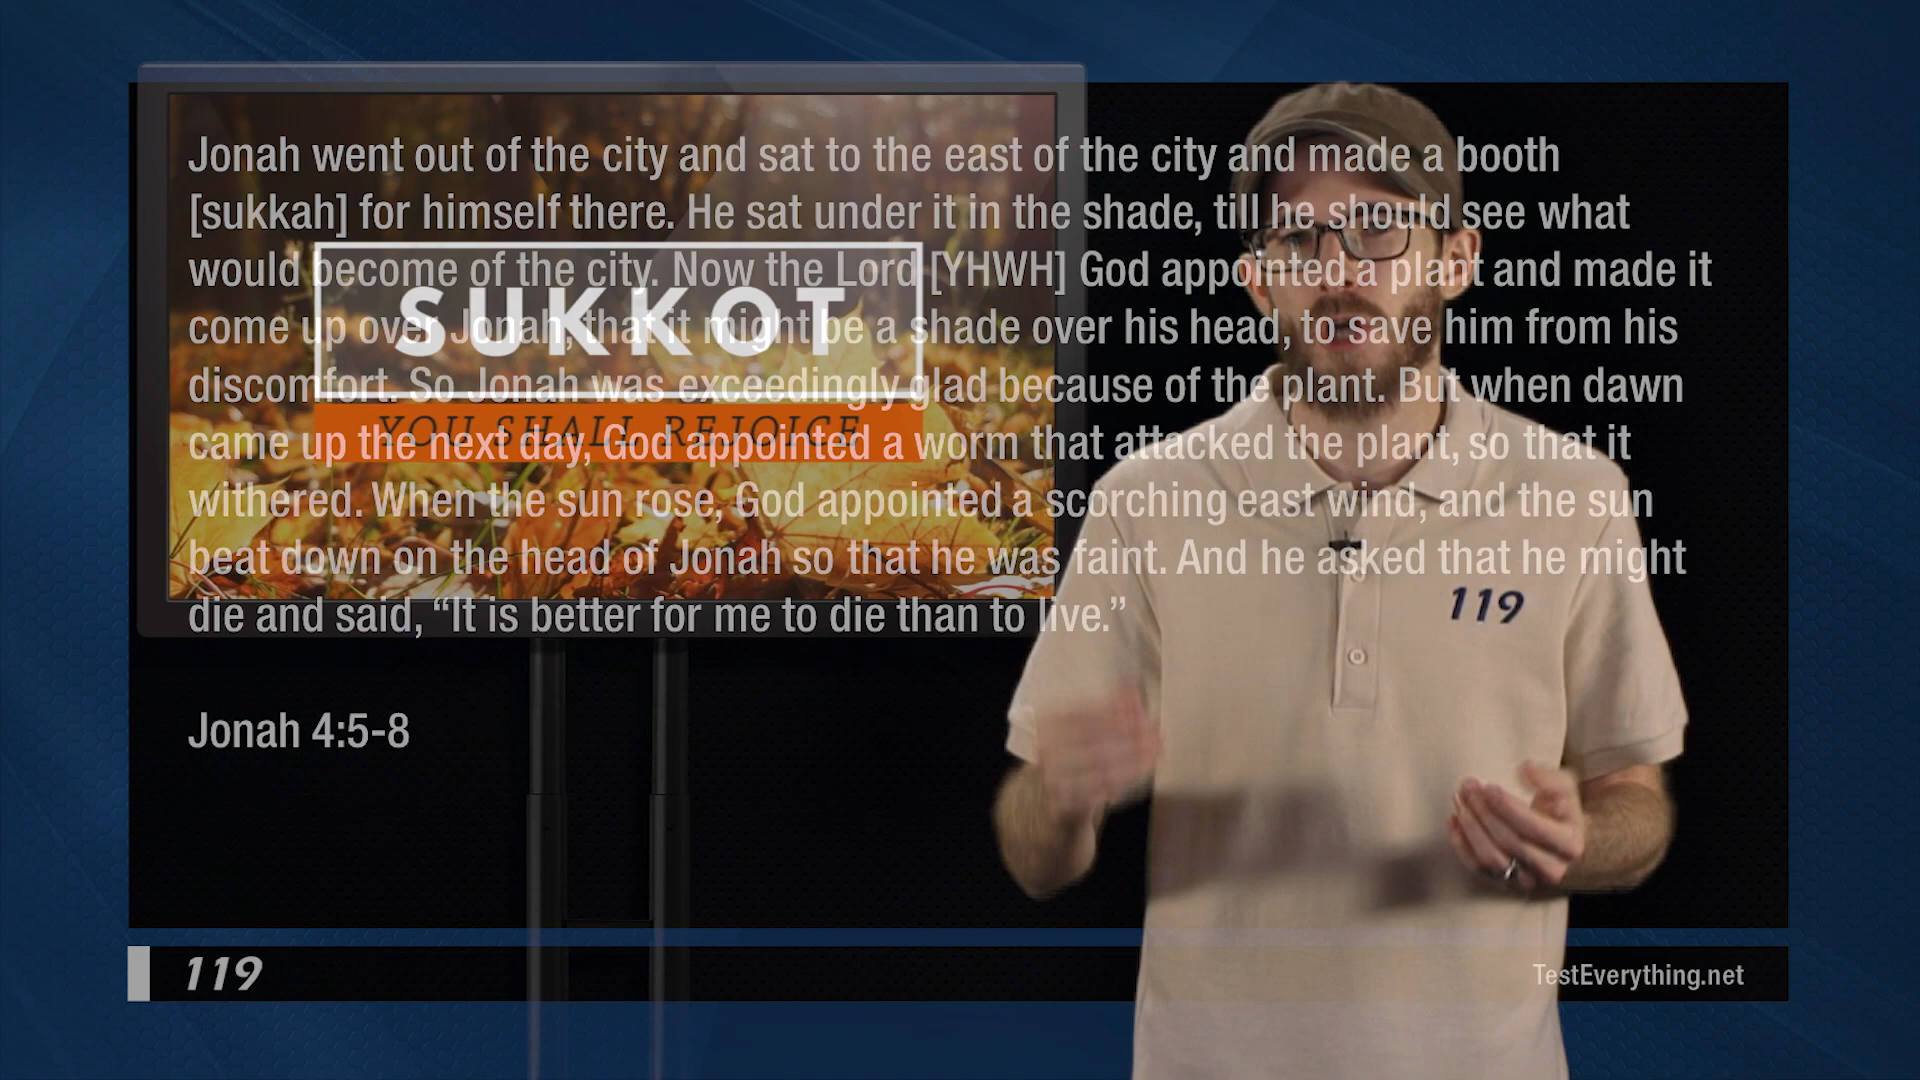 Jonah went out of the city and sat to the east of the city and made a booth
[sukkah] for himself there. He sat under it in the shade, till he should see what
would become of the city. Now the Lord [YHWH] God appointed a plant and made it
come up over Jonah, that it might be a shade over his head, to save him from his
discomfort. So Jonah was exceedingly glad because of the plant. But when dawn
came up the next day, God appointed a worm that attacked the plant, so that it
withered. When the sun rose, God appointed a scorching east wind, and the sun
beat down on the head of Jonah so that he was faint. And he asked that he might
die and said, “It is better for me to die than to live.”
Jonah 4:5-8
SUKKOT
YOU SHALL REJOICE
119
119
TestEverything.net